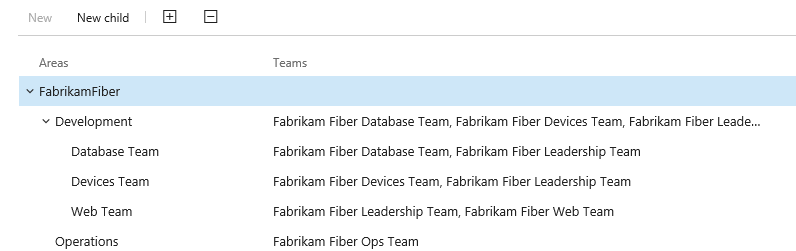 New New child
Areas Teams
FabrikamFiber
Development Fabrikam Fiber Database Team, Fabrikam Fiber Devices Team, Fabrikam Fiber Leade...
Database Team Fabrikam Fiber Database Team, Fabrikam Fiber Leadership Team
Devices Team Fabrikam Fiber Devices Team, Fabrikam Fiber Leadership Team
Web Team Fabrikam Fiber Leadership Team, Fabrikam Fiber Web Team
Operations Fabrikam Fiber Ops Team